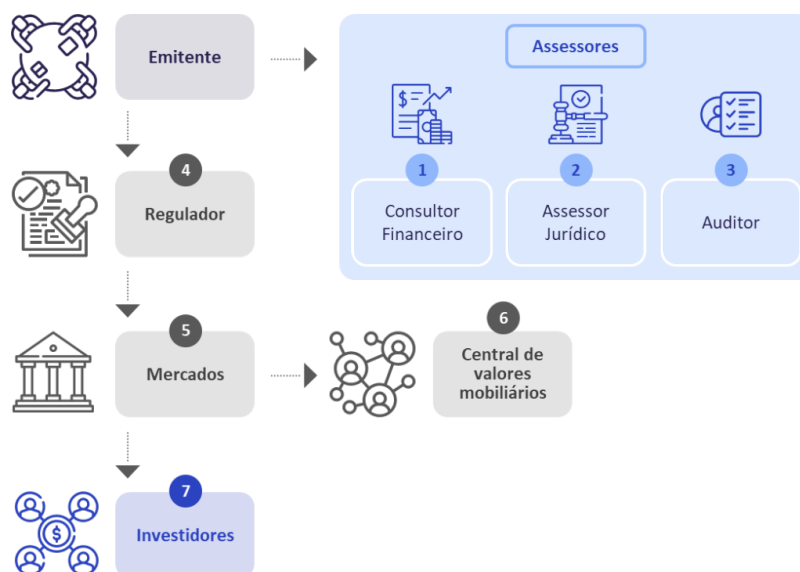 Emitente
Assessores
1
2
3
Consultor
Financeiro
Assessor
Jurídico
Auditor
4
Regulador
5
Mercados
6
Central de
valores
mobiliários
7
Investidores